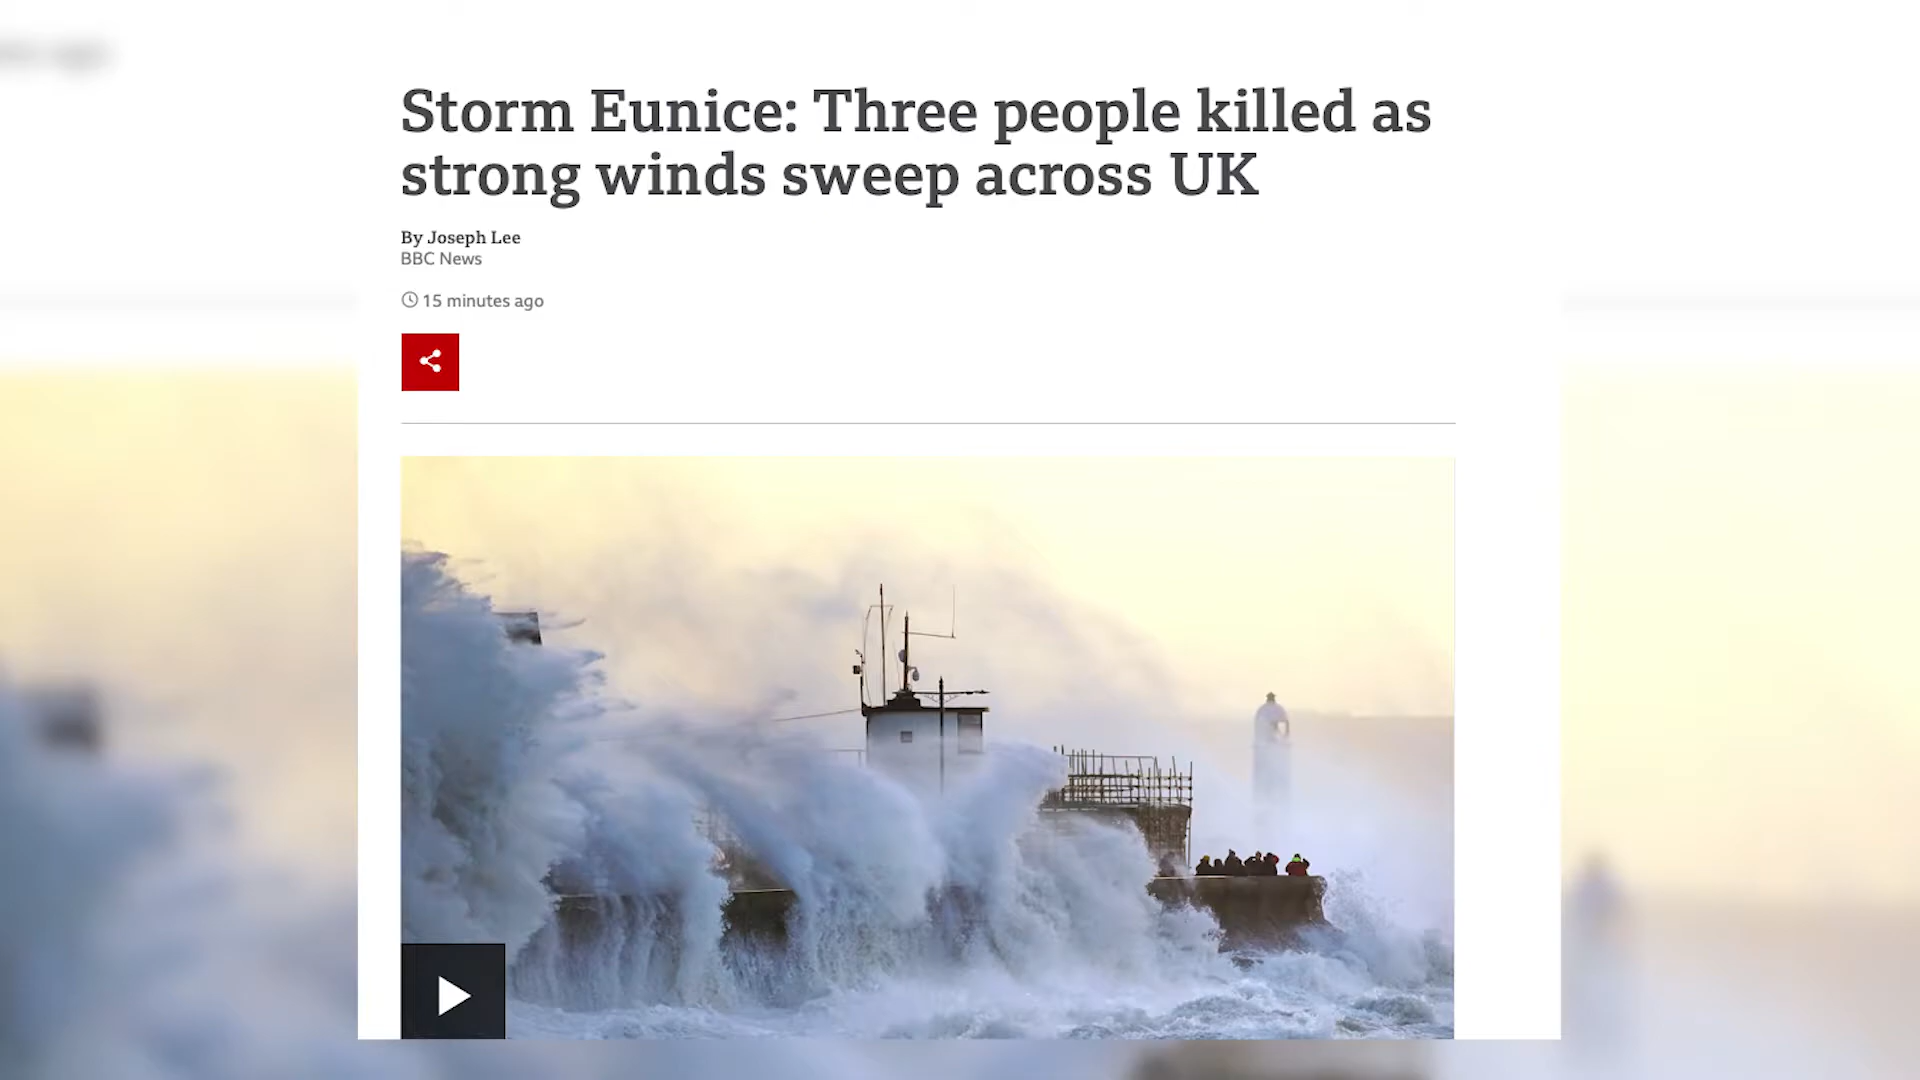 Storm Eunice: Three people killed as
strong winds sweep across UK
By Joseph Lee
BBC News
15 minutes ago